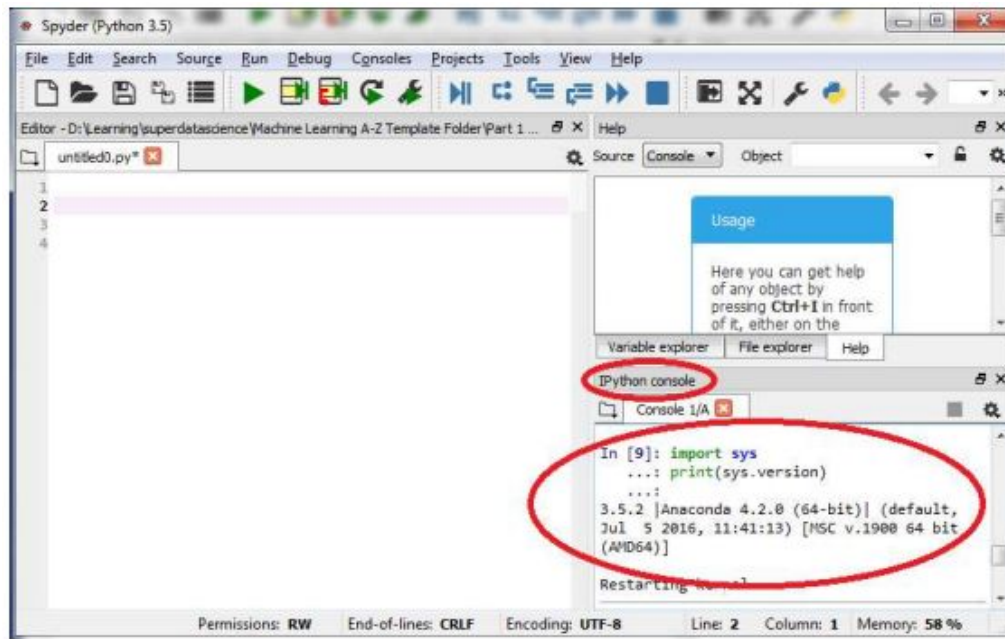 Spyder (Python 3.5)
File Edit Search Source Run Debug Consoles Projects Tools View Help
Editor - D:\Learning\superdatascience\Machine Learning A-Z Template Folder\Part 1 ...
untitled0.py*
1
2
3
4
Help
Source Console Object
Usage
Here you can get help
of any object by
pressing Ctrl+I in front
of it, either on the
Variable explorer File explorer Help
IPython console
Console 1/A
In [9]: import sys
...: print(sys.version)
...:
3.5.2 |Anaconda 4.2.0 (64-bit)| (default,
Jul 5 2016, 11:41:13) [MSC v.1900 64 bit
(AMD64)]
Restarting kernel
Permissions: RW End-of-lines: CRLF Encoding: UTF-8 Line: 2 Column: 1 Memory: 58 %